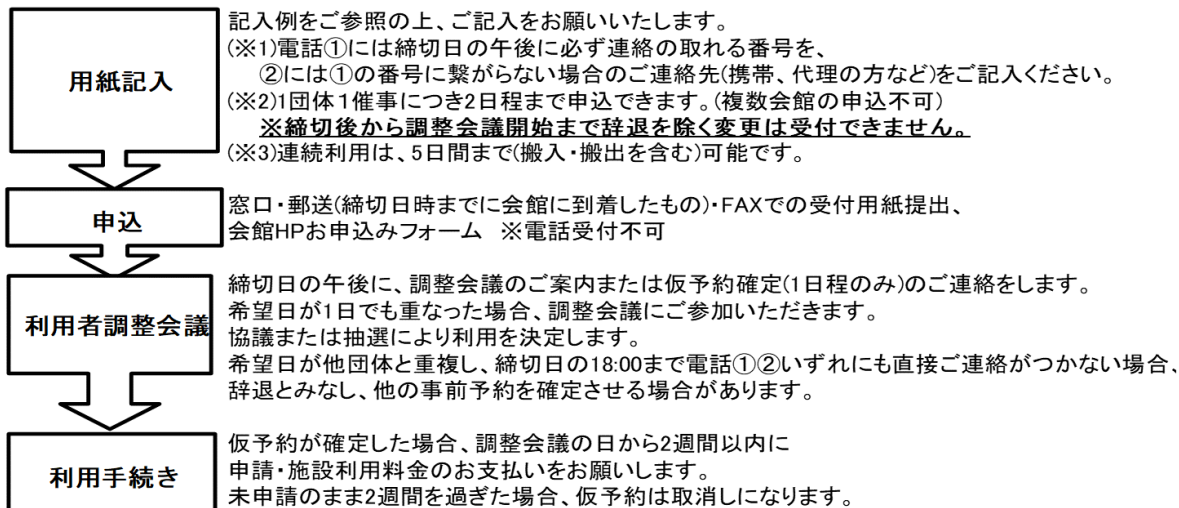 用紙記入
記入例をご参照の上、ご記入をお願いいたします。
(※1)電話①には締切日の午後に必ず連絡の取れる番号を、
②には①の番号に繋がらない場合のご連絡先(携帯、代理の方など)をご記入ください。
(※2)1団体1催事につき2日程まで申込できます。(複数会館の申込不可)
※締切後から調整会議開始まで辞退を除く変更は受付できません。
(※3)連続利用は、5日間まで(搬入・搬出を含む)可能です。
申込
窓口・郵送(締切日時までに会館に到着したもの)・FAXでの受付用紙提出、
会館HPお申込みフォーム ※電話受付不可
利用者調整会議
締切日の午後に、調整会議のご案内または仮予約確定(1日程のみ)のご連絡をします。
希望日が1日でも重なった場合、調整会議にご参加いただきます。
協議または抽選により利用を決定します。
希望日が他団体と重複し、締切日の18:00まで電話①②いずれにも直接ご連絡がつかない場合、
辞退とみなし、他の事前予約を確定させる場合があります。
利用手続き
仮予約が確定した場合、調整会議の日から2週間以内に
申請・施設利用料金のお支払いをお願いします。
未申請のまま2週間を過ぎた場合、仮予約は取消しになります。